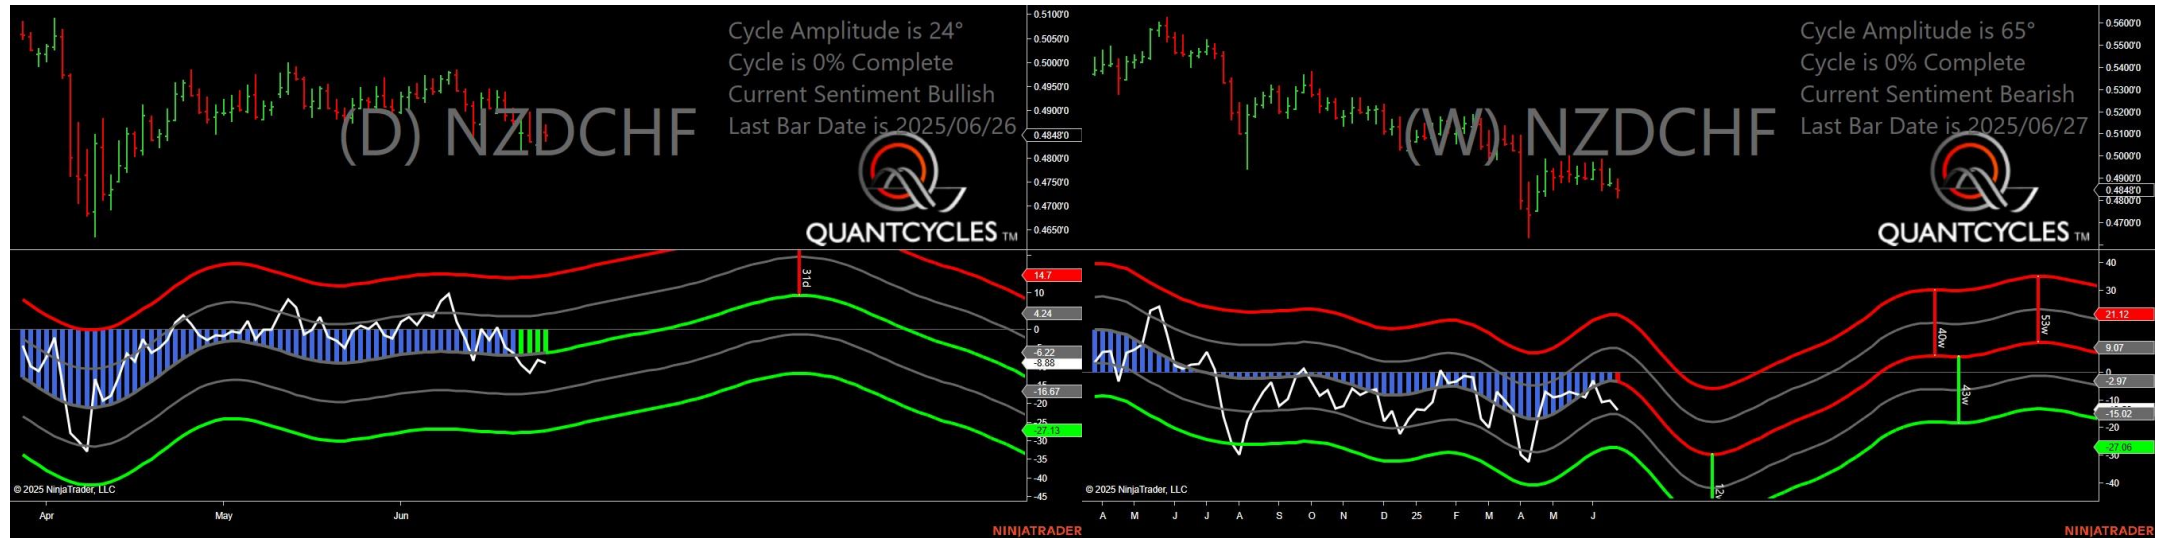 Cycle Amplitude is 24°
Cycle is 0% Complete
Current Sentiment Bullish
Last Bar Date is 2025/06/26
(D) NZDCHF
QUANTCYCLES TM
0.5100'0
0.5050'0
0.5000'0
0.4950'0
0.4900'0
0.4848'0
0.4800'0
0.4750'0
0.4700'0
0.4650'0
31d
14.7
10
4.24
0
-6.22
-8.88
-16.67
-20
-25
-27.13
-30
-35
-40
-45
© 2025 NinjaTrader, LLC
Apr May Jun
NINJATRADER
Cycle Amplitude is 65°
Cycle is 0% Complete
Current Sentiment Bearish
Last Bar Date is 2025/06/27
(W) NZDCHF
QUANTCYCLES TM
0.5600'0
0.5500'0
0.5400'0
0.5300'0
0.5200'0
0.5100'0
0.5000'0
0.4900'0
0.4848'0
0.4800'0
0.4700'0
40w
53w
43w
40
30
21.12
9.07
0
-2.97
-10
-15.02
-20
-27.06
-30
-40
© 2025 NinjaTrader, LLC
A M J J A S O N D 25 F M A M J
NINJATRADER